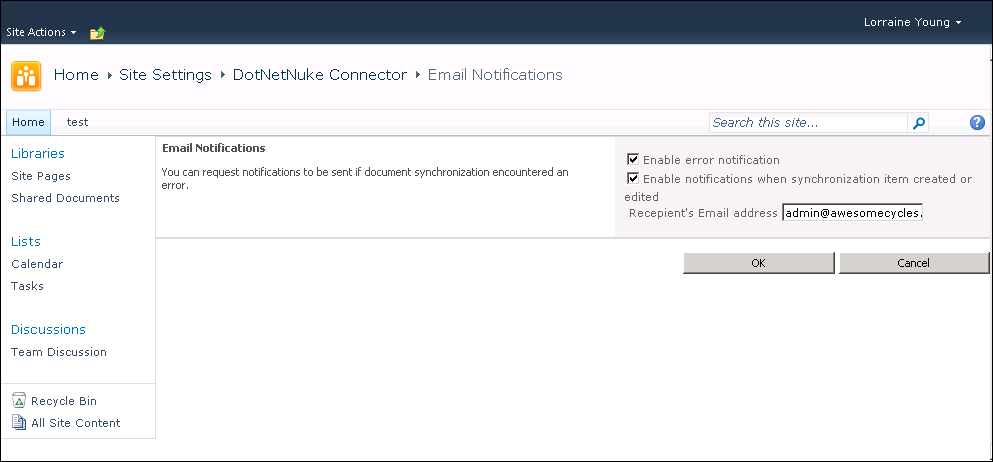 Lorraine Young
Site Actions
Home Site Settings DotNetNuke Connector Email Notifications
Home test
Search this site...
Libraries
Site Pages
Shared Documents
Lists
Calendar
Tasks
Discussions
Team Discussion
Recycle Bin
All Site Content
Email Notifications
You can request notifications to be sent if document synchronization encountered an
error.
Enable error notification
Enable notifications when synchronization item created or
edited
Recepient's Email address admin@awesomecycles.
OK Cancel